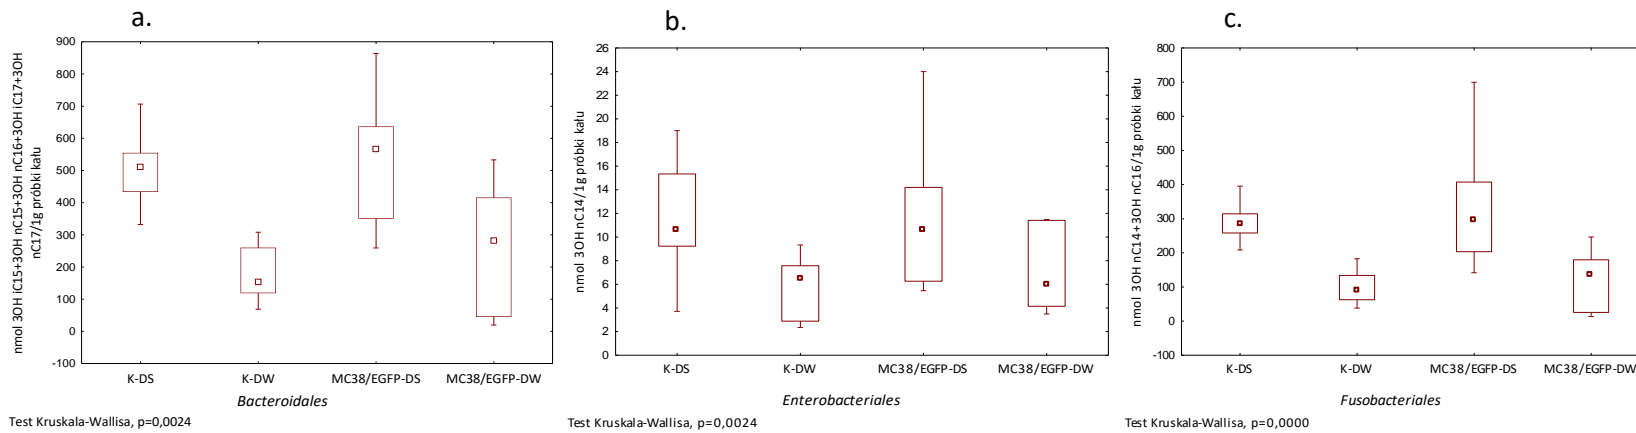 a.
nmol 3OH iC15+3OH nC15+3OH nC16+3OH iC17+3OH
nC17/1g próbki kału
900
800
700
600
500
400
300
200
100
0
-100
K-DS K-DW MC38/EGFP-DS MC38/EGFP-DW
Bacteroidales
Test Kruskala-Wallisa, p=0,0024
b.
nmol 3OH nC14/1g próbki kału
26
24
22
20
18
16
14
12
10
8
6
4
2
0
K-DS K-DW MC38/EGFP-DS MC38/EGFP-DW
Enterobacteriales
Test Kruskala-Wallisa, p=0,0024
c.
nmol 3OH nC14+3OH nC16/1g próbki kału
800
700
600
500
400
300
200
100
0
-100
K-DS K-DW MC38/EGFP-DS MC38/EGFP-DW
Fusobacteriales
Test Kruskala-Wallisa, p=0,0000